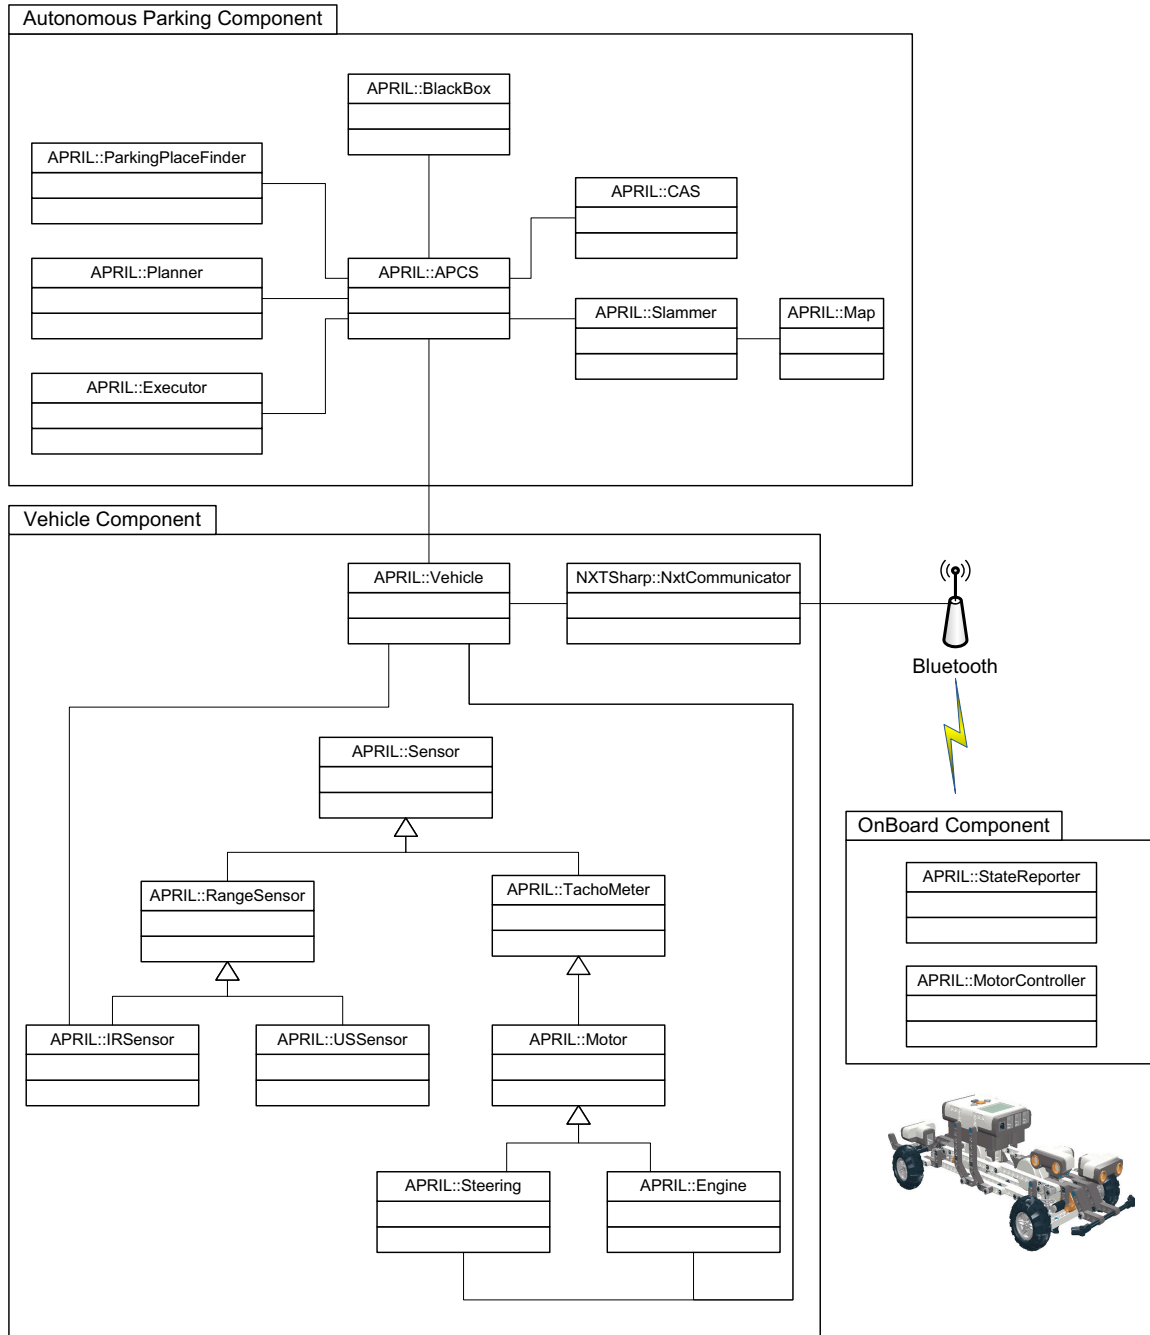 Autonomous Parking Component
APRIL::BlackBox
APRIL::ParkingPlaceFinder
APRIL::CAS
APRIL::Planner
APRIL::APCS
APRIL::Slammer
APRIL::Map
APRIL::Executor
Vehicle Component
APRIL::Vehicle
NXTSharp::NxtCommunicator
Bluetooth
APRIL::Sensor
OnBoard Component
APRIL::RangeSensor
APRIL::TachoMeter
APRIL::StateReporter
APRIL::MotorController
APRIL::IRSensor
APRIL::USSensor
APRIL::Motor
APRIL::Steering
APRIL::Engine